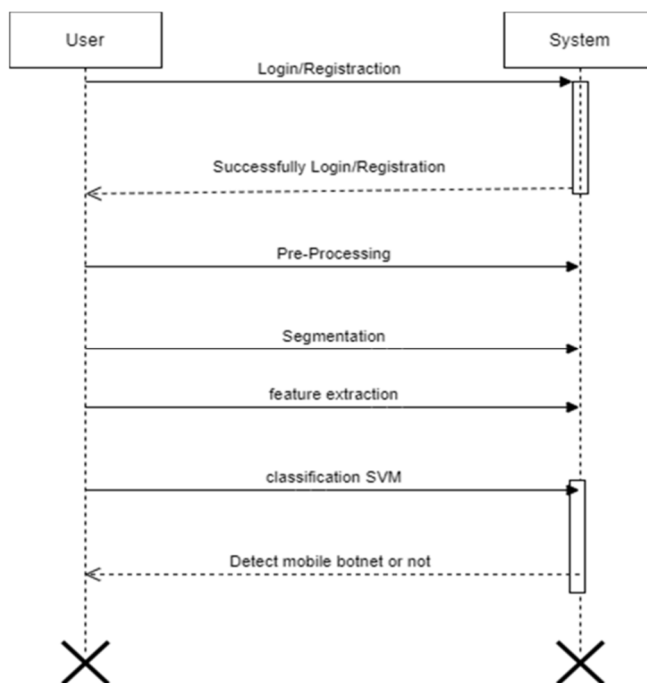 User
System
Login/Registraction
Successfully Login/Registration
Pre-Processing
Segmentation
feature extraction
classification SVM
Detect mobile botnet or not